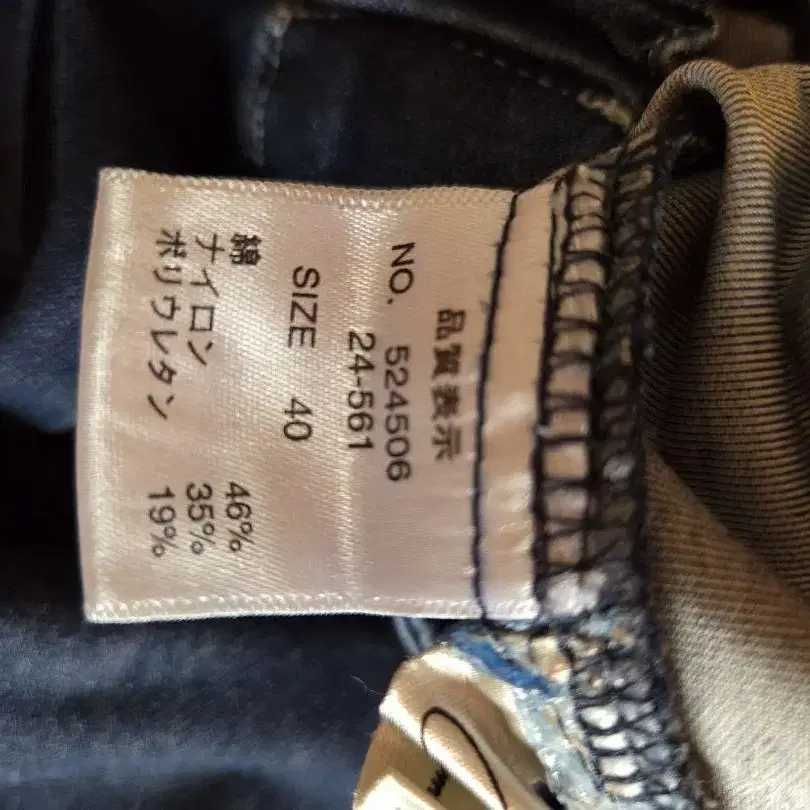 品質表示
NO. 524506
24-561
SIZE 40
綿 46%
ナイロン 35%
ポリウレタン 19%